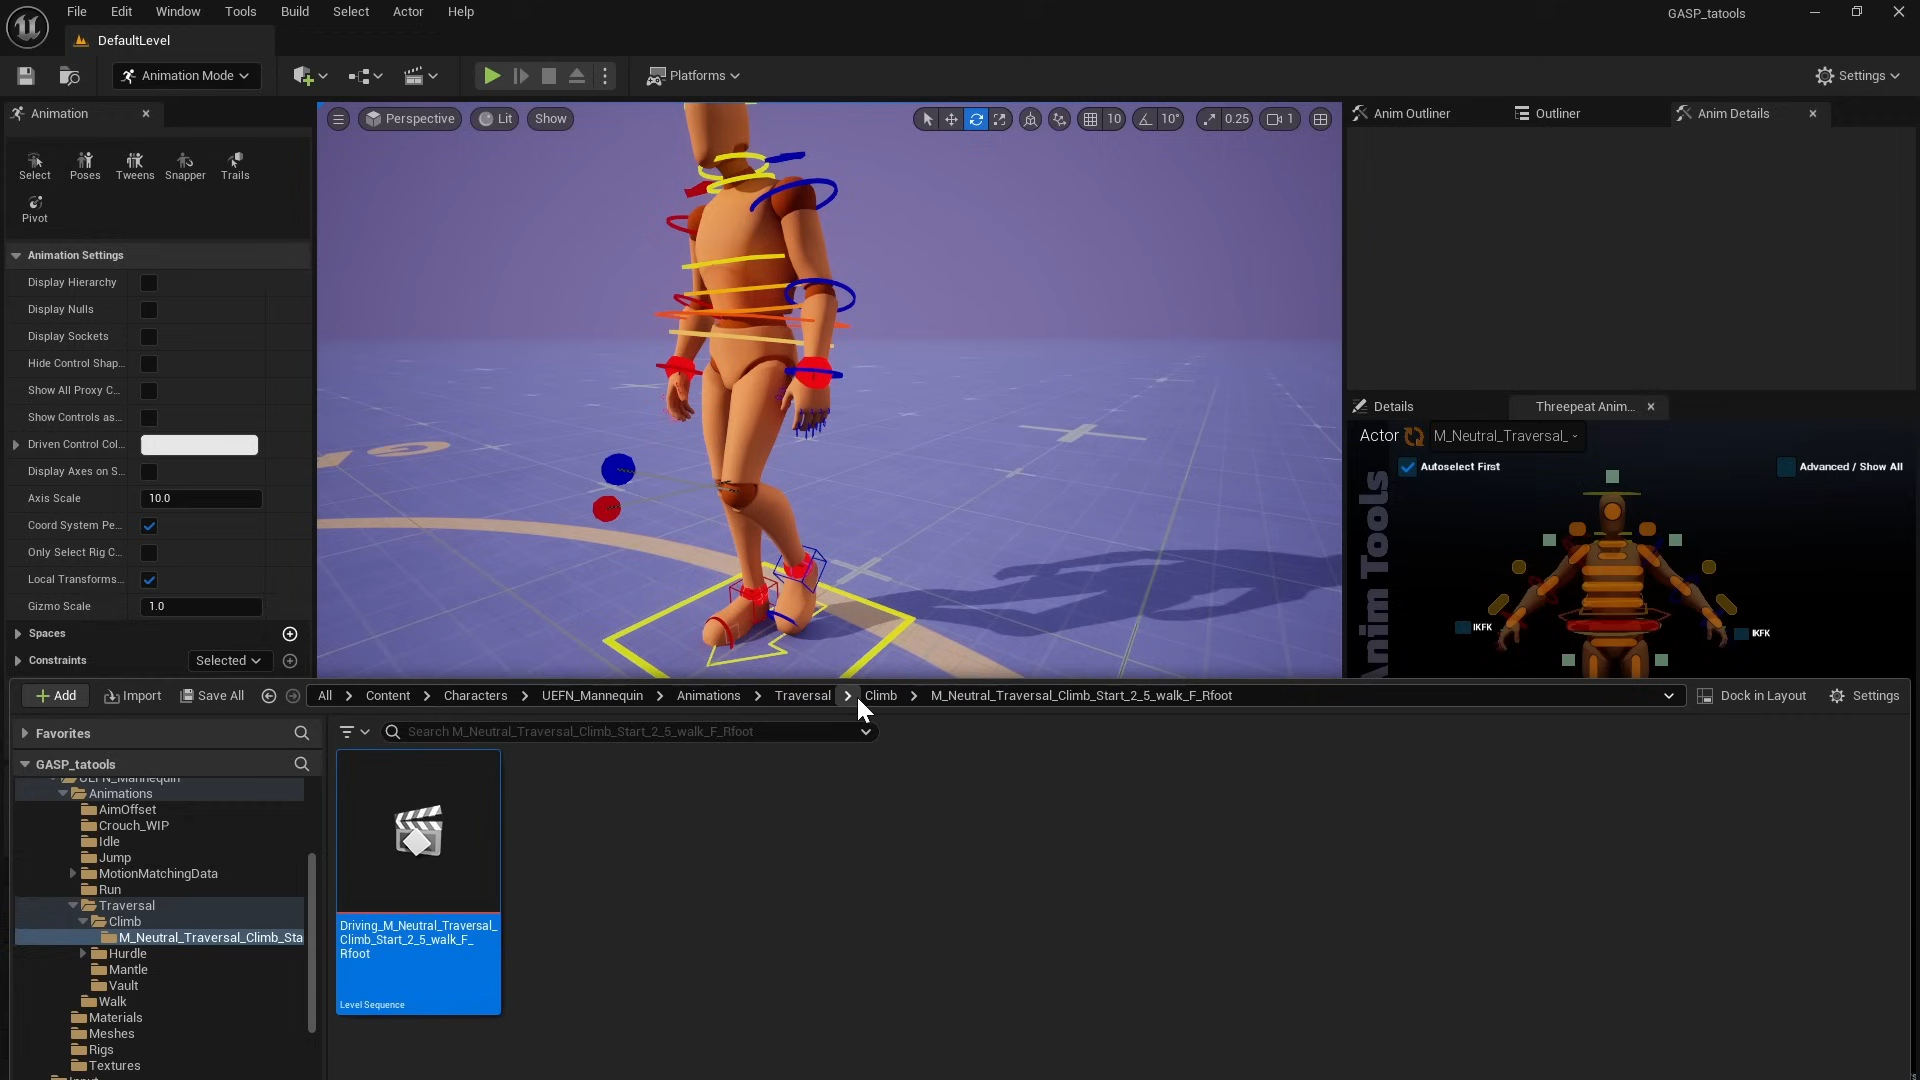 File Edit Window Tools Build Select Actor Help
GASP_tatools
DefaultLevel
Animation Mode
Platforms
Settings
Animation
Select Poses Tweens Snapper Trails
Pivot
Animation Settings
Display Hierarchy
Display Nulls
Display Sockets
Hide Control Shap...
Show All Proxy C...
Show Controls as...
Driven Control Col...
Display Axes on S...
Axis Scale 10.0
Coord System Pe...
Only Select Rig C...
Local Transforms...
Gizmo Scale 1.0
Spaces
Constraints Selected
Perspective Lit Show
10 10° 0.25 1
Anim Outliner Outliner Anim Details
Details Threepeat Anim...
Actor M_Neutral_Traversal_
Autoselect First Advanced / Show All
Anim Tools
IKFK IKFK
Add Import Save All All Content Characters UEFN_Mannequin Animations Traversal Climb M_Neutral_Traversal_Climb_Start_2_5_walk_F_Rfoot Dock in Layout Settings
Favorites
Search M_Neutral_Traversal_Climb_Start_2_5_walk_F_Rfoot
GASP_tatools
UEFN_Mannequin
Animations
AimOffset
Crouch_WIP
Idle
Jump
MotionMatchingData
Run
Traversal
Climb
M_Neutral_Traversal_Climb_Sta
Hurdle
Mantle
Vault
Walk
Materials
Meshes
Rigs
Textures
Driving_M_Neutral_Traversal_
Climb_Start_2_5_walk_F_
Rfoot
Level Sequence